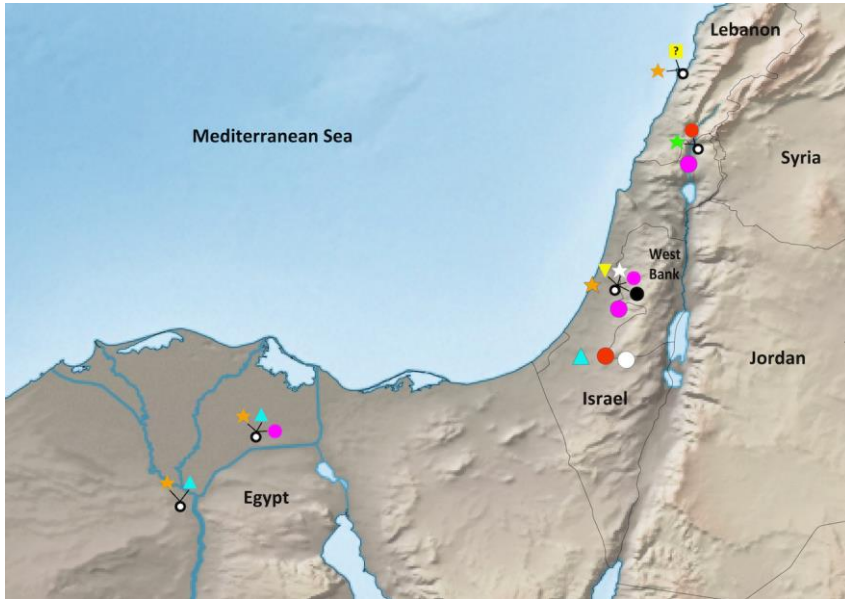 Lebanon
?
Mediterranean Sea
Syria
West
Bank
Jordan
Israel
Egypt